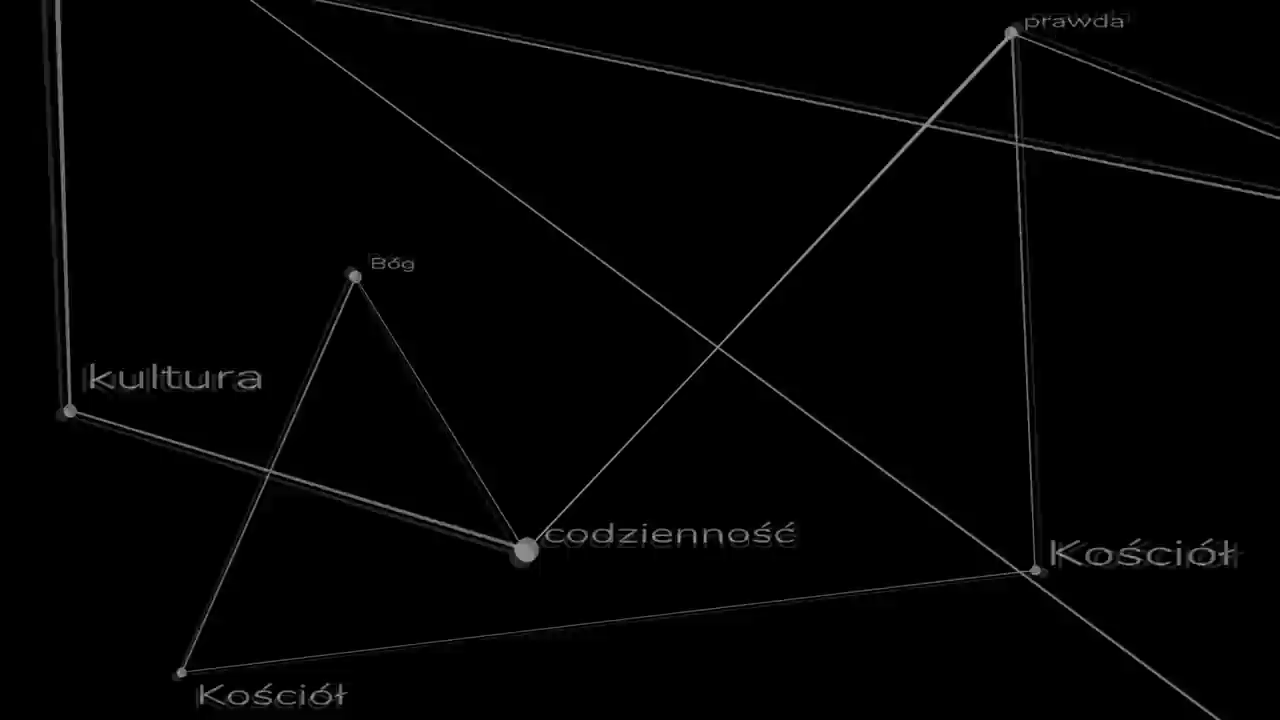 prawda
Bóg
kultura
codzienność
Kościół
Kościół